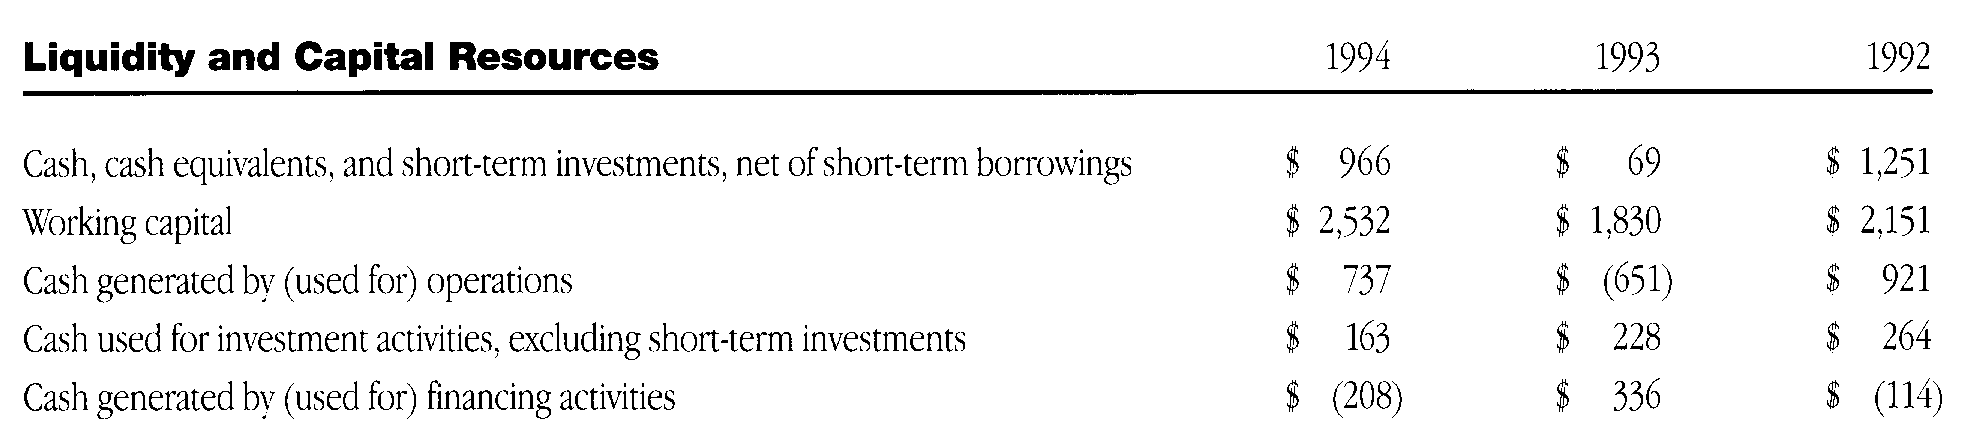 Liquidity and Capital Resources 1994 1993 1992
Cash, cash equivalents, and short-term investments, net of short-term borrowings $ 966 $ 69 $ 1,251
Working capital $ 2,532 $ 1,830 $ 2,151
Cash generated by (used for) operations $ 737 $ (651) $ 921
Cash used for investment activities, excluding short-term investments $ 163 $ 228 $ 264
Cash generated by (used for) financing activities $ (208) $ 336 $ (114)